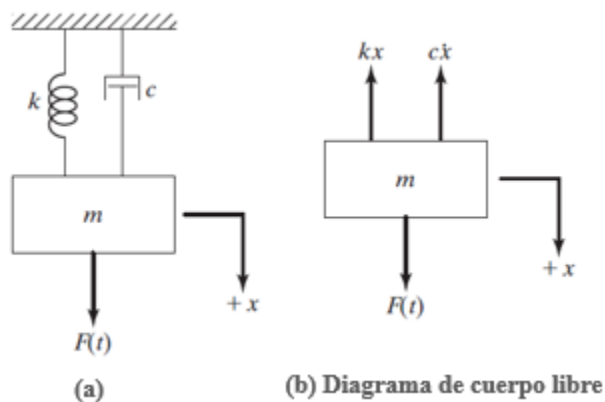 k
c
m
F(t)
+ x
(a)
kx
cẋ
m
F(t)
+ x
(b) Diagrama de cuerpo libre